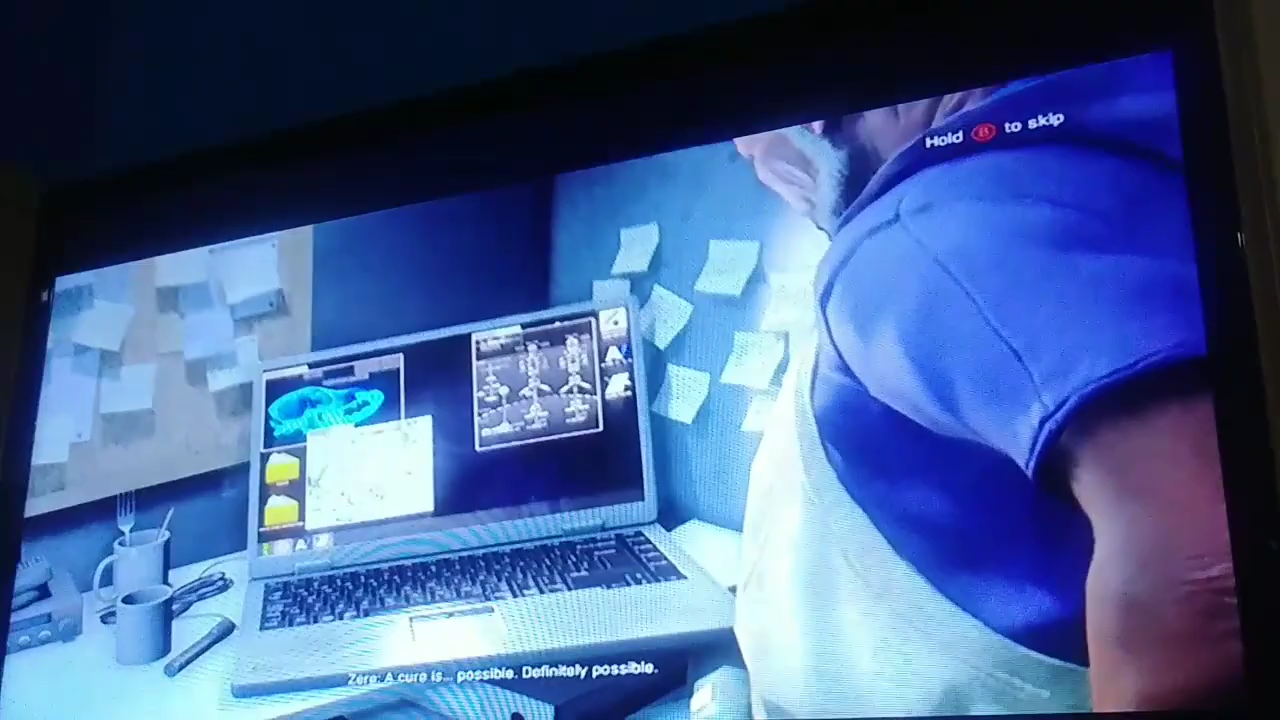 Hold B to skip
Zere: A cure is... possible. Definitely possible.